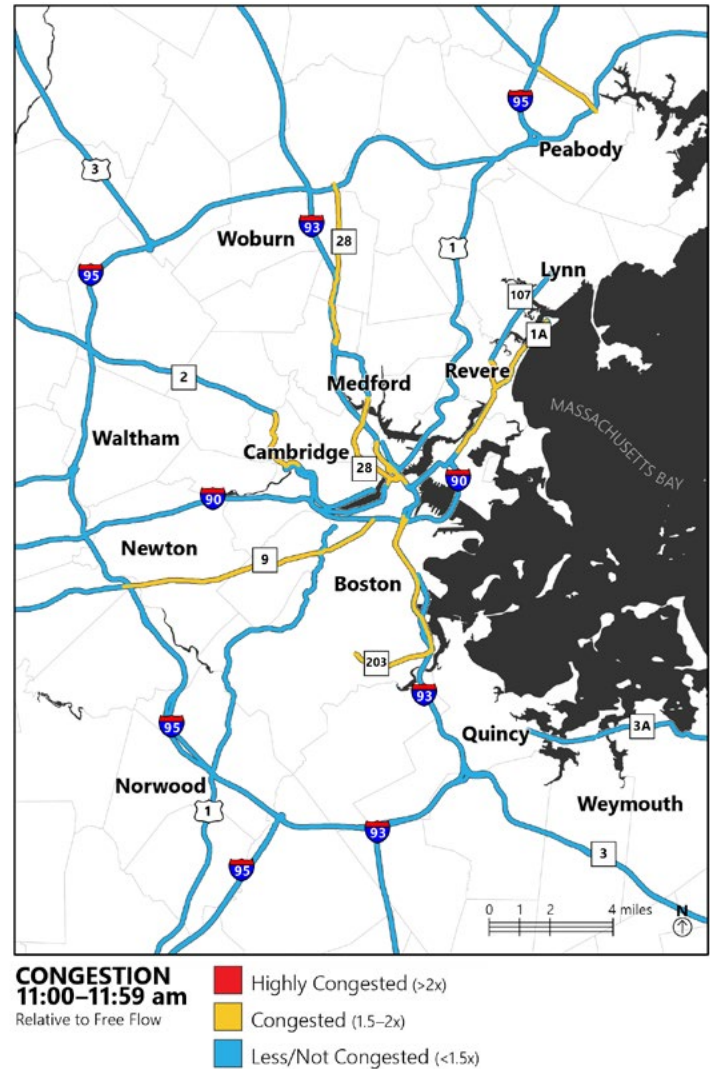 95
Peabody
3
Woburn
93
28
1
Lynn
107
95
1A
Revere
2
Medford
MASSACHUSETTS BAY
Waltham
Cambridge
28
90
90
Newton
9
Boston
203
93
95
Quincy
3A
Norwood
1
Weymouth
93
3
95
0 1 2 4 miles
N
CONGESTION
11:00–11:59 am
Relative to Free Flow
Highly Congested (>2x)
Congested (1.5–2x)
Less/Not Congested (<1.5x)